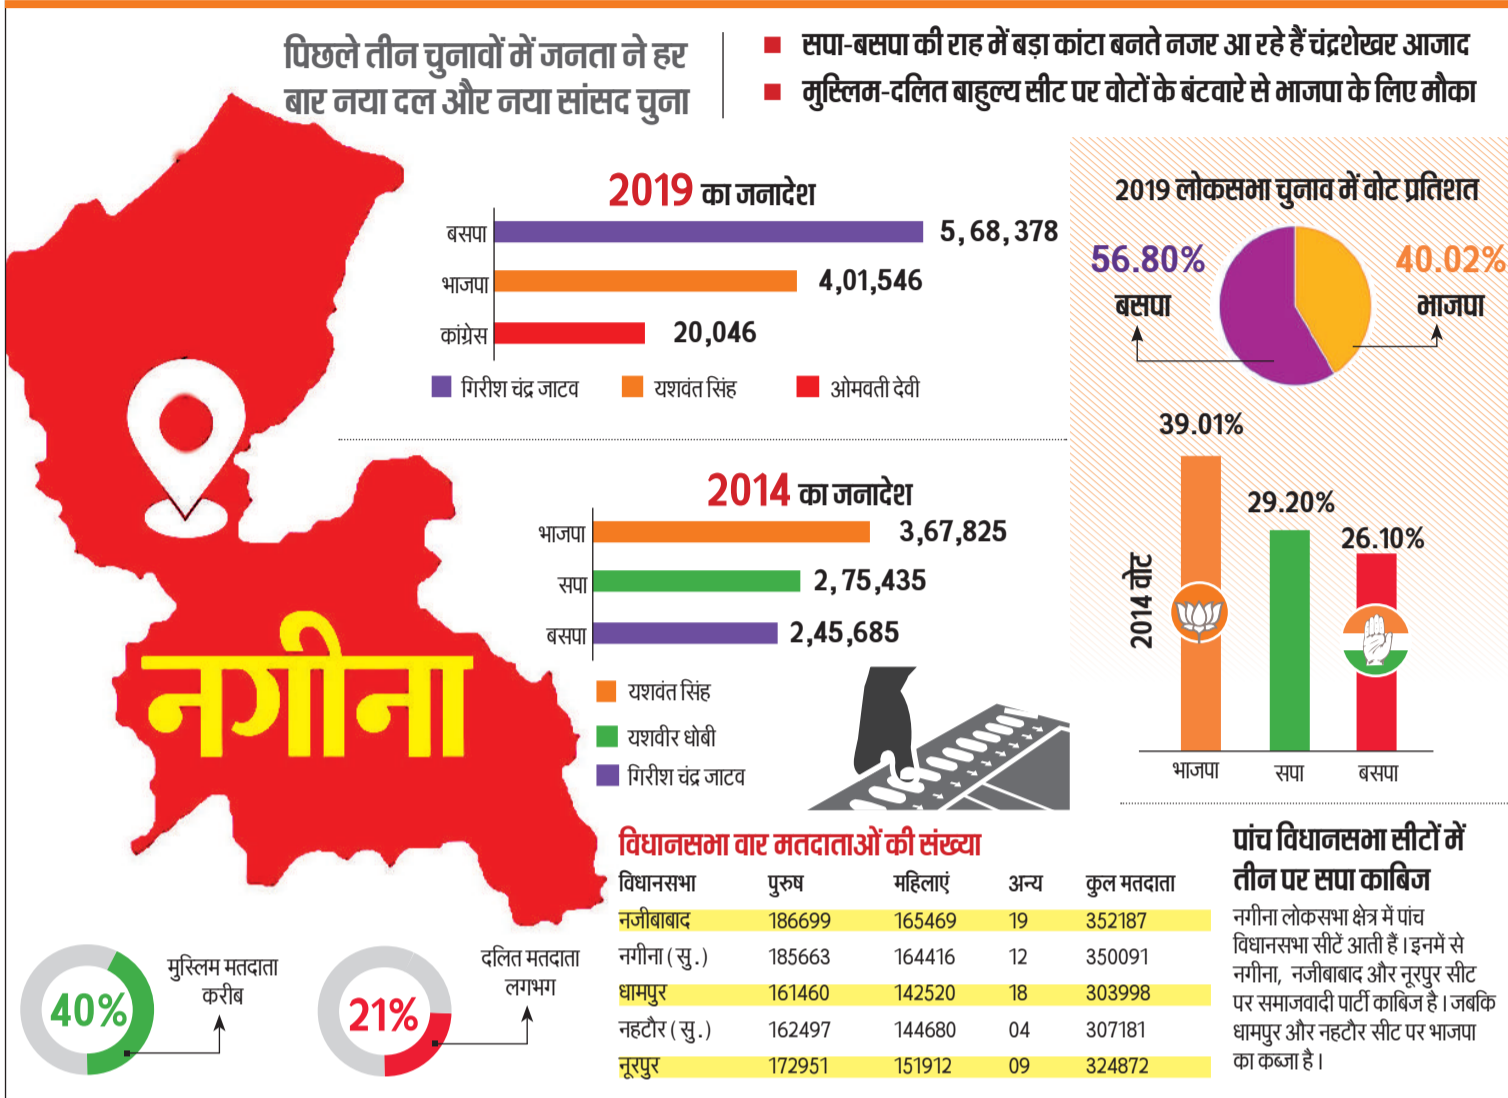 पिछले तीन चुनावों में जनता ने हर
बार नया दल और नया सांसद चुना
सपा-बसपा की राह में बड़ा कांटा बनते नजर आ रहे हैं चंद्रशेखर आजाद
मुस्लिम-दलित बाहुल्य सीट पर वोटों के बंटवारे से भाजपा के लिए मौका
2019 का जनादेश
बसपा 5,68,378
भाजपा 4,01,546
कांग्रेस 20,046
गिरीश चंद्र जाटव यशवंत सिंह ओमवती देवी
2014 का जनादेश
भाजपा 3,67,825
सपा 2,75,435
बसपा 2,45,685
यशवंत सिंह
यशवीर धोबी
गिरीश चंद्र जाटव
2019 लोकसभा चुनाव में वोट प्रतिशत
56.80% 40.02%
बसपा भाजपा
39.01%
29.20%
26.10%
2014 वोट
भाजपा सपा बसपा
नगीना
40%
मुस्लिम मतदाता
करीब
21%
दलित मतदाता
लगभग
विधानसभा वार मतदाताओं की संख्या
विधानसभा पुरुष महिलाएं अन्य कुल मतदाता
नजीबाबाद 186699 165469 19 352187
नगीना (सु.) 185663 164416 12 350091
धामपुर 161460 142520 18 303998
नहटौर (सु.) 162497 144680 04 307181
नूरपुर 172951 151912 09 324872
पांच विधानसभा सीटों में
तीन पर सपा काबिज
नगीना लोकसभा क्षेत्र में पांच
विधानसभा सीटें आती हैं। इनमें से
नगीना, नजीबाबाद और नूरपुर सीट
पर समाजवादी पार्टी काबिज है। जबकि
धामपुर और नहटौर सीट पर भाजपा
का कब्जा है।